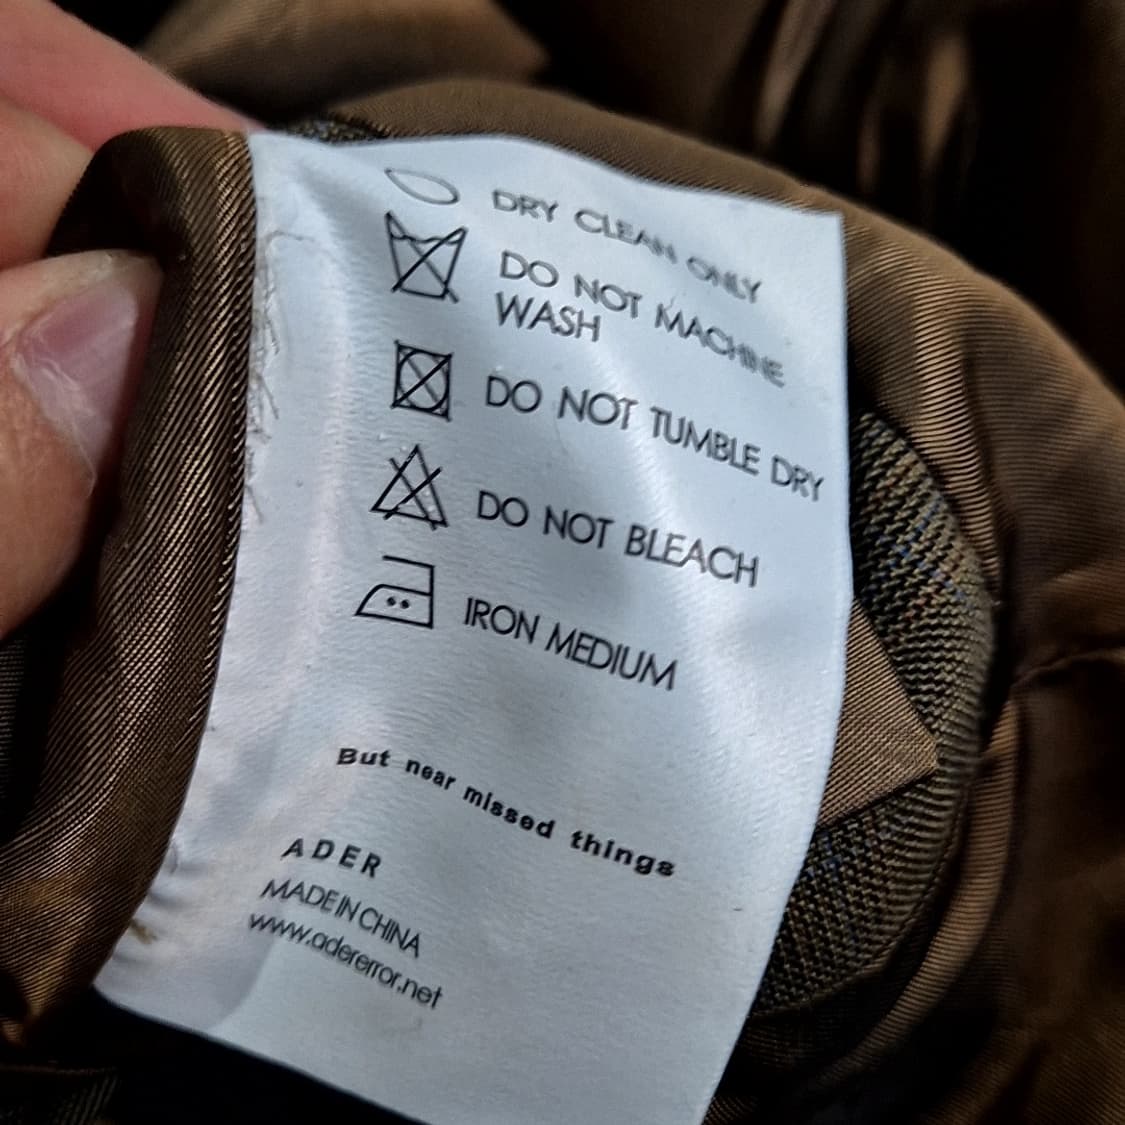 DRY CLEAN ONLY
DO NOT MACHINE
WASH
DO NOT TUMBLE DRY
DO NOT BLEACH
IRON MEDIUM
But near missed things
ADER
MADE IN CHINA
www.adererror.net